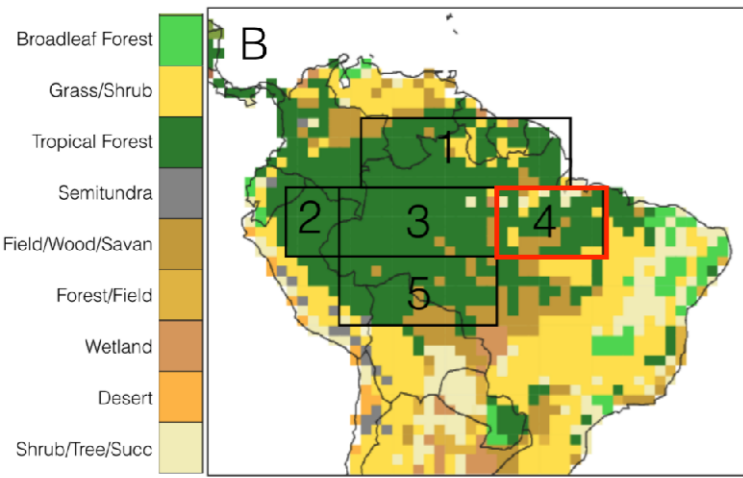 Broadleaf Forest
Grass/Shrub
Tropical Forest
Semitundra
Field/Wood/Savan
Forest/Field
Wetland
Desert
Shrub/Tree/Succ
B
1
2
3
4
5